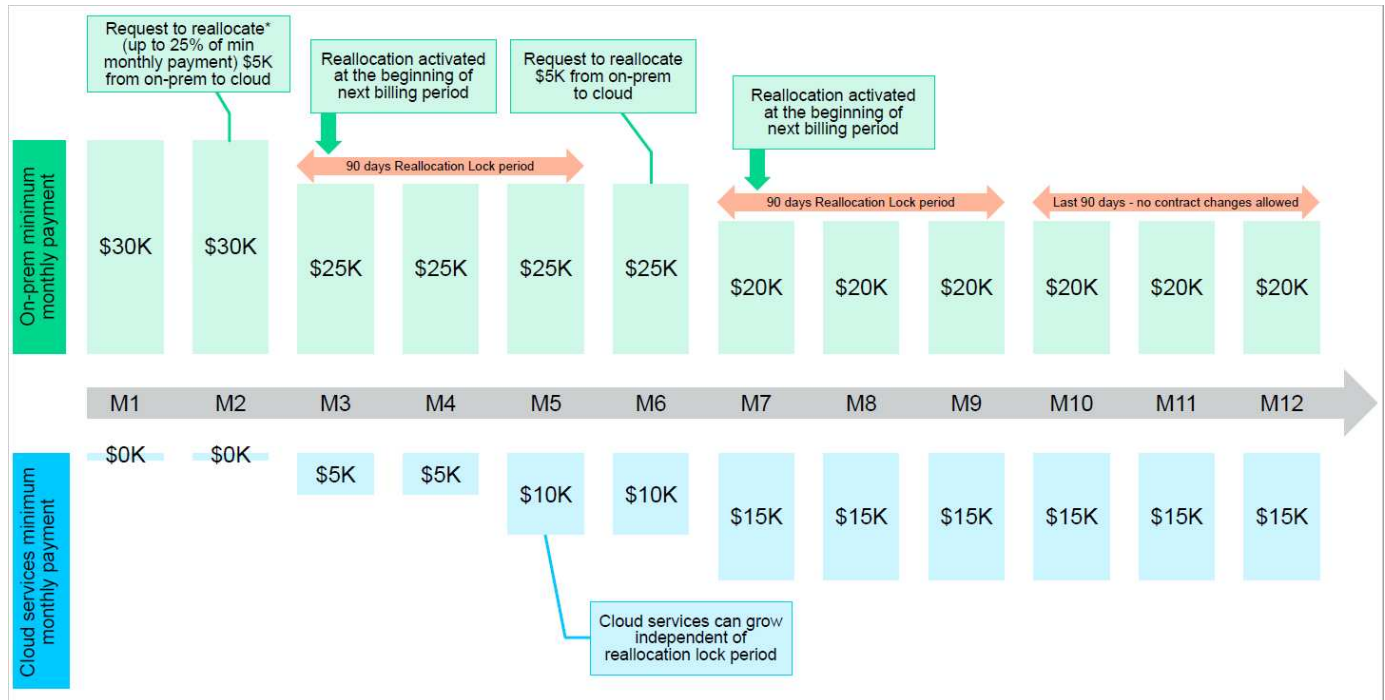 Request to reallocate*
(up to 25% of min
monthly payment) $5K
from on-prem to cloud
Reallocation activated
at the beginning of
next billing period
Request to reallocate
$5K from on-prem
to cloud
Reallocation activated
at the beginning of
next billing period
On-prem minimum
monthly payment
90 days Reallocation Lock period
90 days Reallocation Lock period
Last 90 days - no contract changes allowed
$30K
$30K
$25K
$25K
$25K
$25K
$20K
$20K
$20K
$20K
$20K
$20K
M1
M2
M3
M4
M5
M6
M7
M8
M9
M10
M11
M12
Cloud services minimum
monthly payment
$0K
$0K
$5K
$5K
$10K
$10K
$15K
$15K
$15K
$15K
$15K
$15K
Cloud services can grow
independent of
reallocation lock period